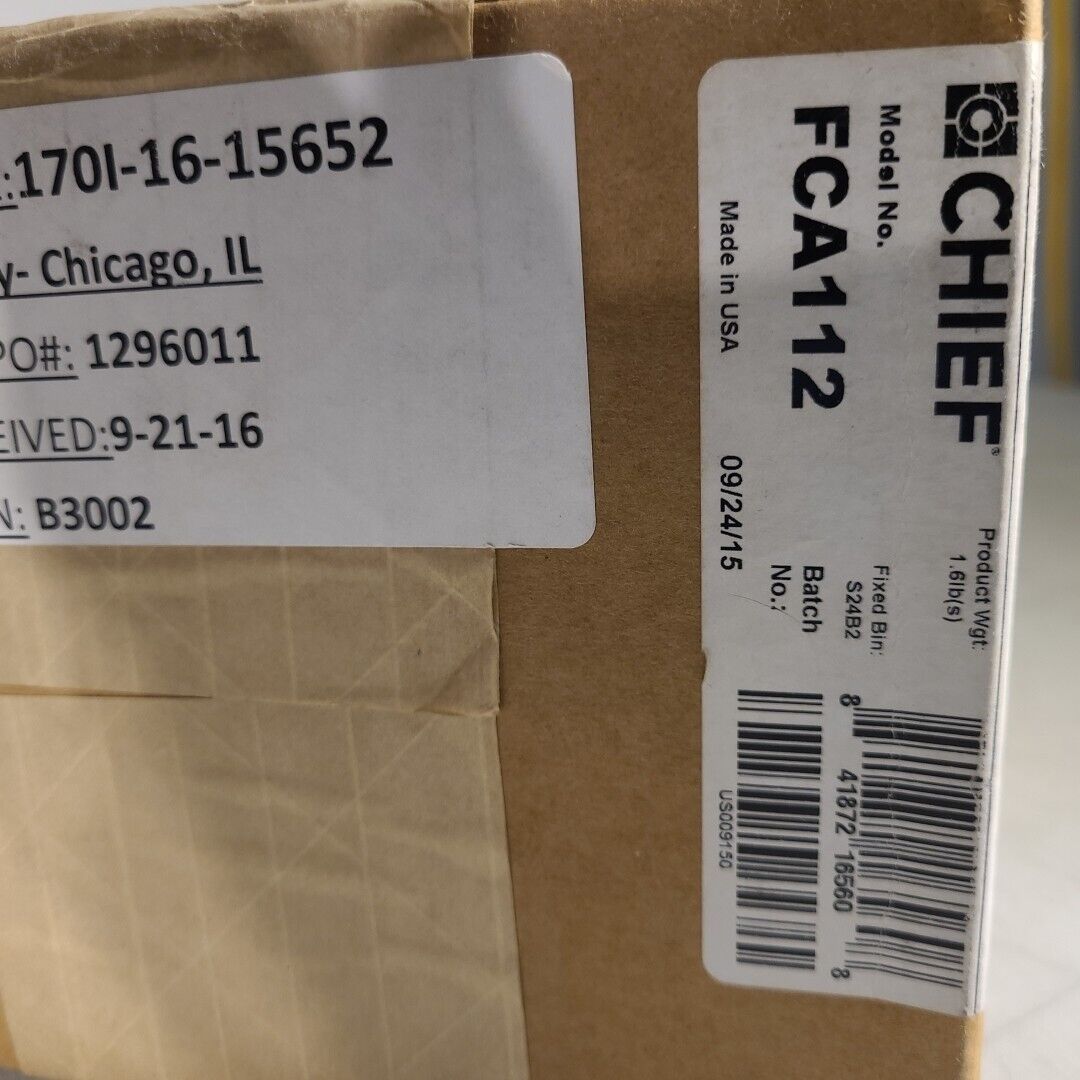 :170I-16-15652
y- Chicago, IL
PO#: 1296011
EIVED:9-21-16
N: B3002
CHIEF®
Model No.
FCA112
Made in USA
09/24/15
Product Wgt:
1.6lb(s)
Fixed Bin:
S24B2
Batch
No.:
8 41872 16560 8
US009150